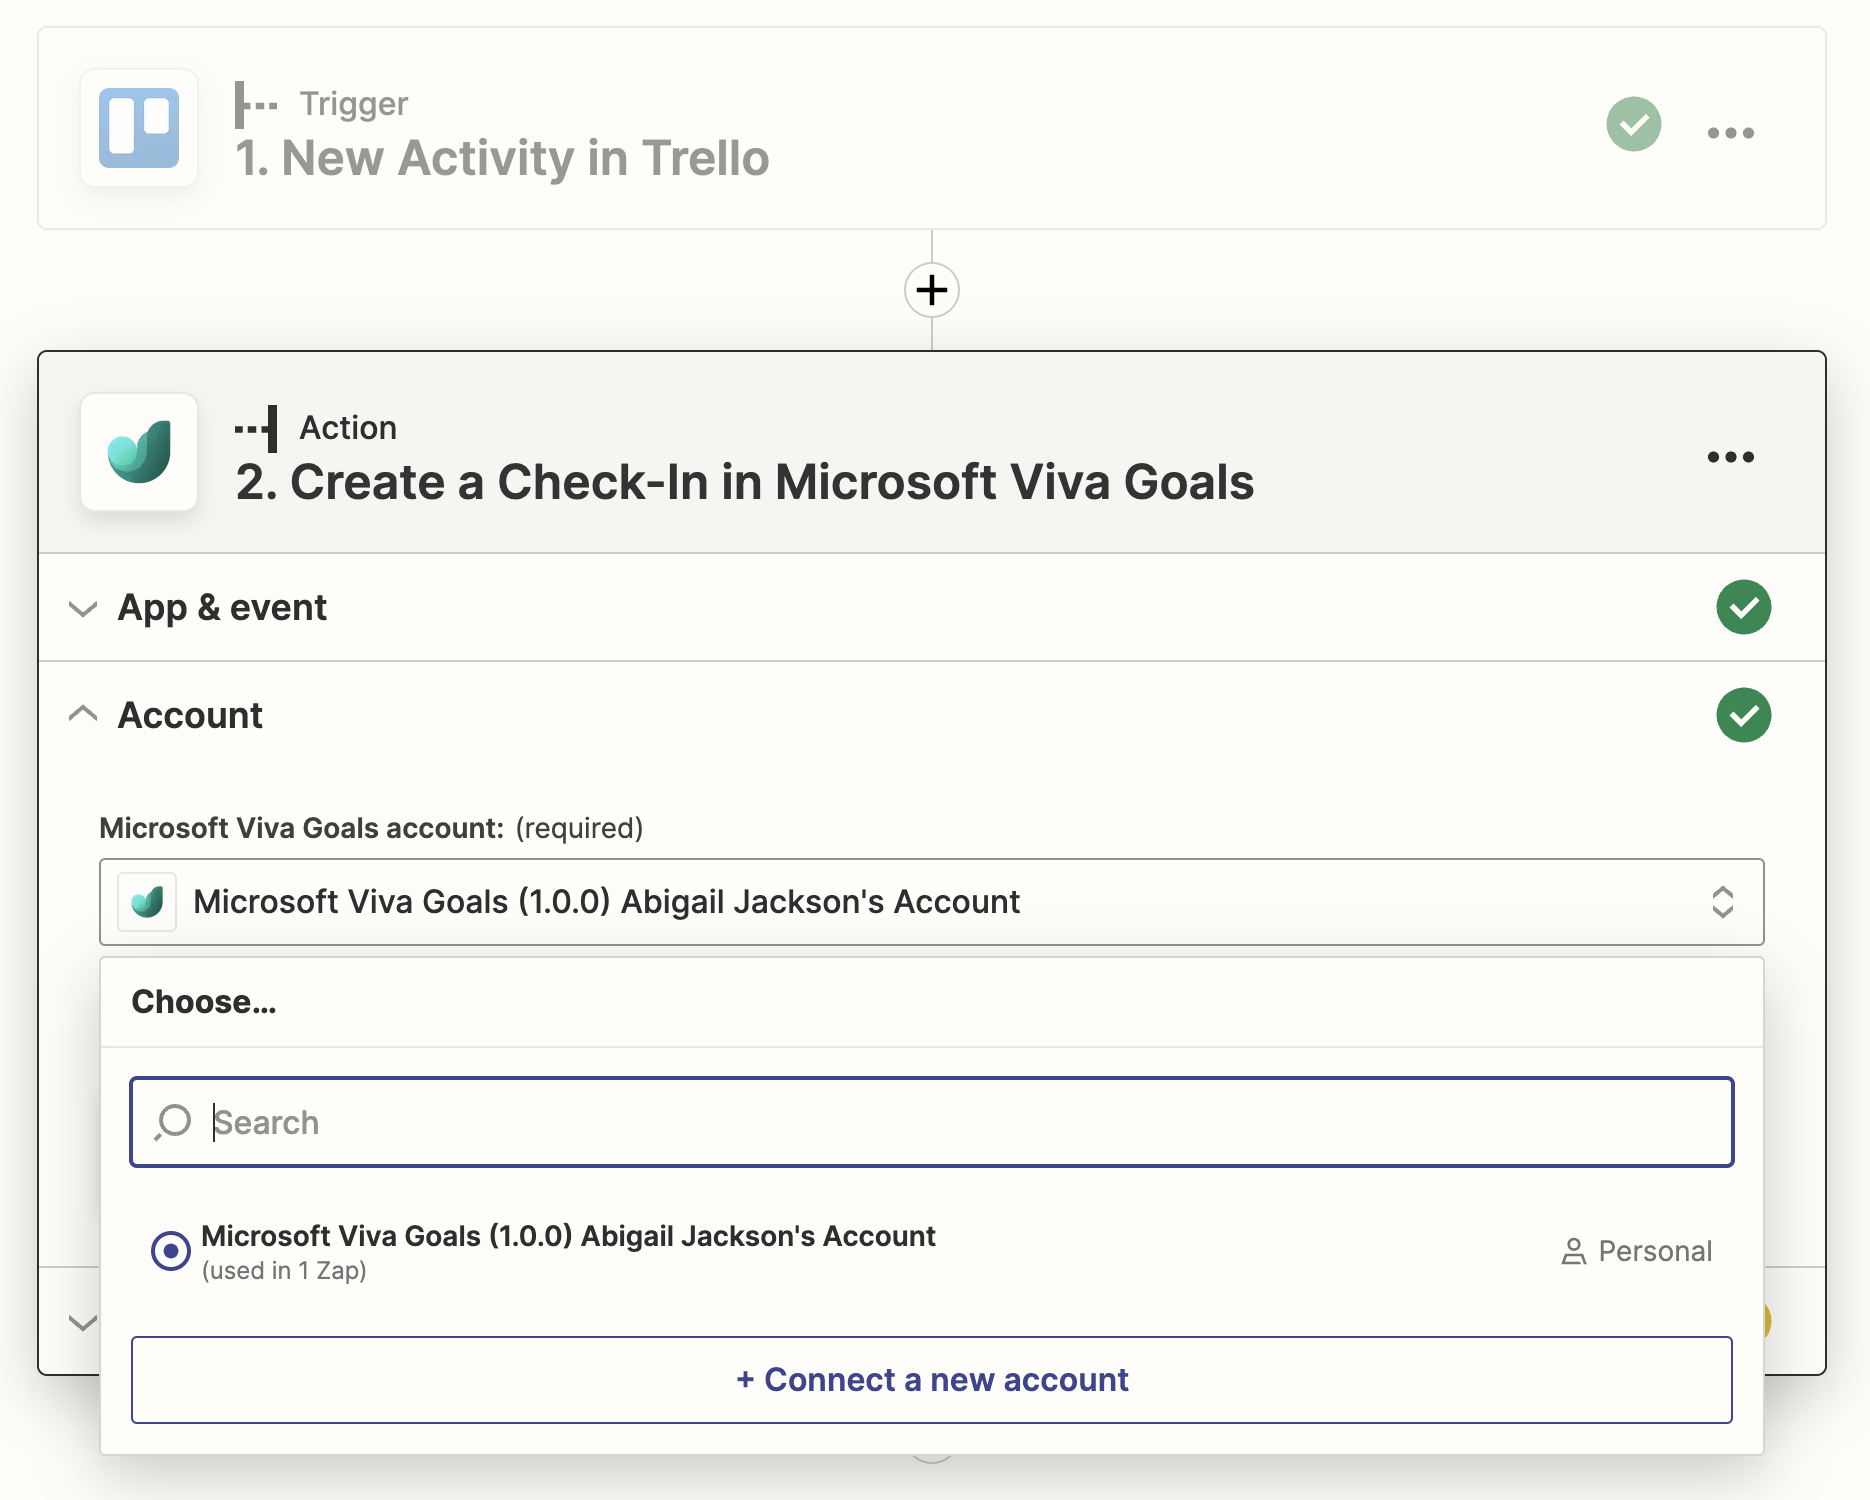 Trigger
1. New Activity in Trello
Action
2. Create a Check-In in Microsoft Viva Goals
App & event
Account
Microsoft Viva Goals account: (required)
Microsoft Viva Goals (1.0.0) Abigail Jackson's Account
Choose...
Search
Microsoft Viva Goals (1.0.0) Abigail Jackson's Account
(used in 1 Zap)
Personal
+ Connect a new account